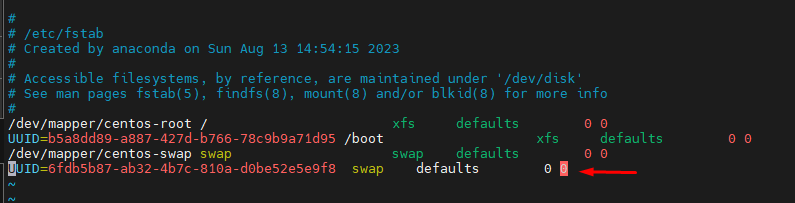 #
# /etc/fstab
# Created by anaconda on Sun Aug 13 14:54:15 2023
#
# Accessible filesystems, by reference, are maintained under '/dev/disk'
# See man pages fstab(5), findfs(8), mount(8) and/or blkid(8) for more info
#
/dev/mapper/centos-root / xfs defaults 0 0
UUID=b5a8dd89-a887-427d-b766-78c9b9a71d95 /boot xfs defaults 0 0
/dev/mapper/centos-swap swap swap defaults 0 0
UUID=6fdb5b87-ab32-4b7c-810a-d0be52e5e9f8 swap defaults 0 0
~
~